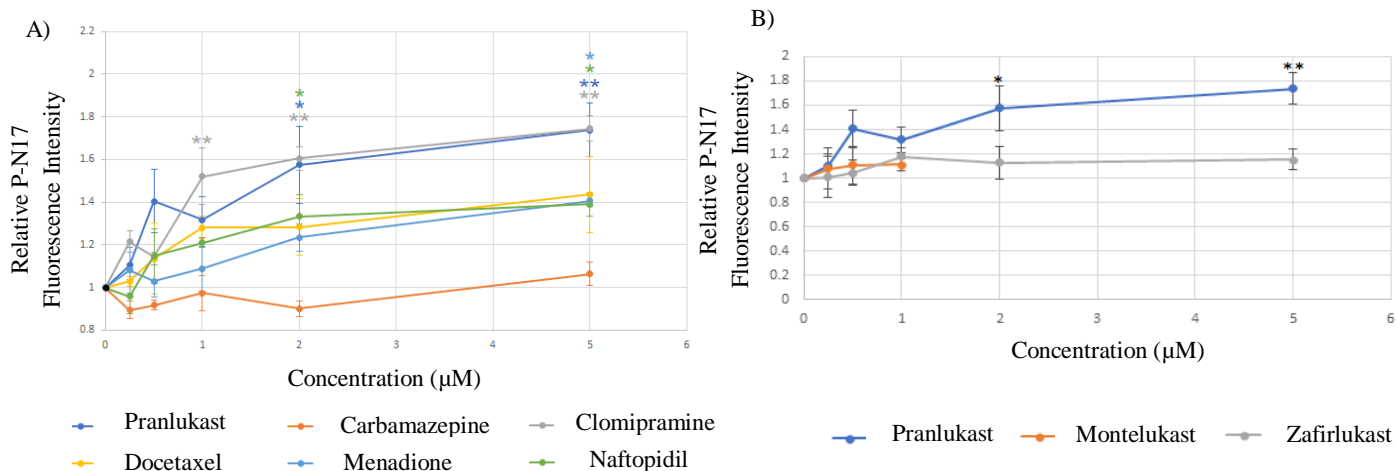 A)
Relative P-N17
Fluorescence Intensity
2.2
2
1.8
1.6
1.4
1.2
1
0.8
*
**
*
*
**
*
*
**
**
0 1 2 3 4 5 6
Concentration (µM)
Pranlukast Carbamazepine Clomipramine
Docetaxel Menadione Naftopidil
B)
Relative P-N17
Fluorescence Intensity
2
1.8
1.6
1.4
1.2
1
0.8
0.6
0.4
0.2
0
*
**
0 1 2 3 4 5 6
Concentration (µM)
Pranlukast Montelukast Zafirlukast